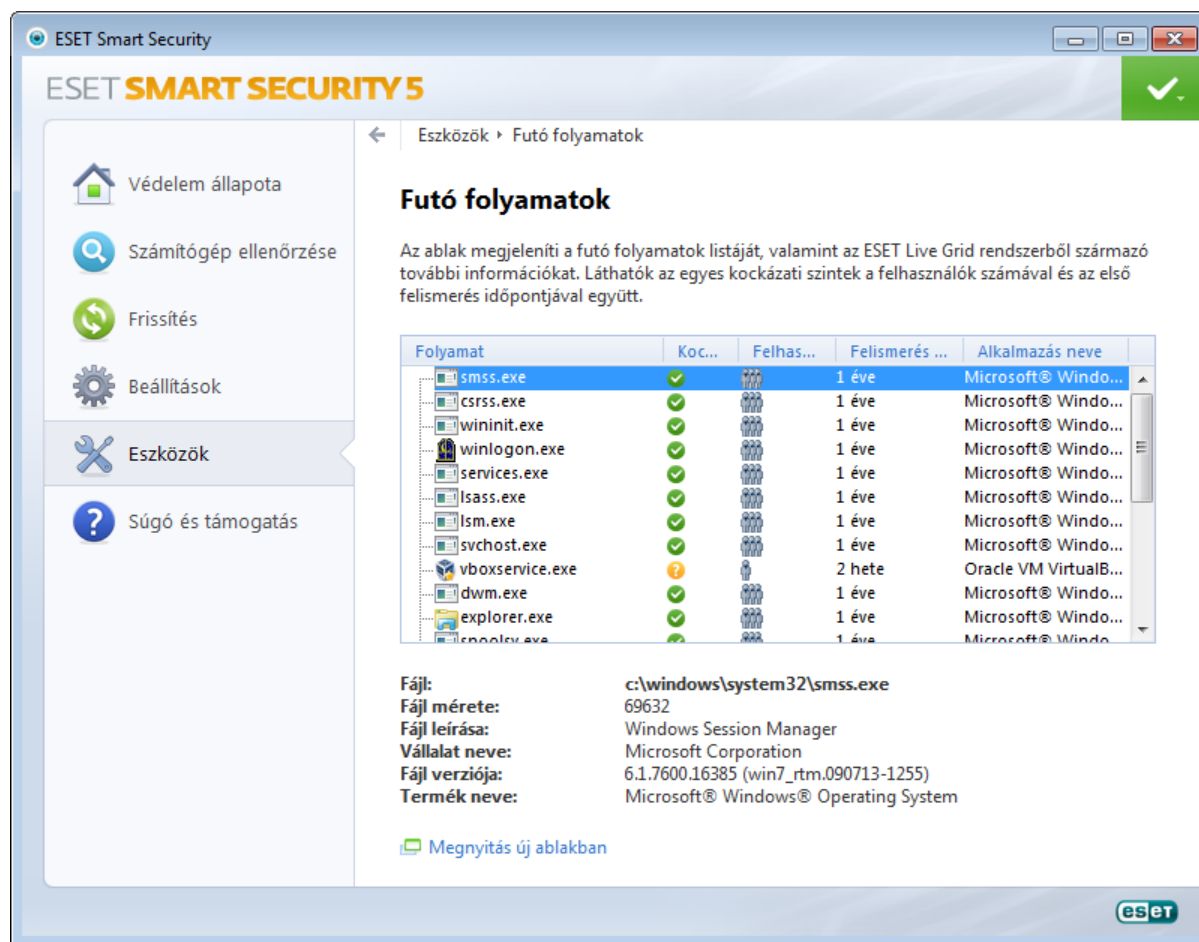 ESET Smart Security
ESET SMART SECURITY 5
Eszközök ‣ Futó folyamatok
Védelem állapota
Számítógép ellenőrzése
Frissítés
Beállítások
Eszközök
Súgó és támogatás
Futó folyamatok
Az ablak megjeleníti a futó folyamatok listáját, valamint az ESET Live Grid rendszerből származó
további információkat. Láthatók az egyes kockázati szintek a felhasználók számával és az első
felismerés időpontjával együtt.
Folyamat Koc... Felhas... Felismerés ... Alkalmazás neve
smss.exe 1 éve Microsoft® Windo...
csrss.exe 1 éve Microsoft® Windo...
wininit.exe 1 éve Microsoft® Windo...
winlogon.exe 1 éve Microsoft® Windo...
services.exe 1 éve Microsoft® Windo...
lsass.exe 1 éve Microsoft® Windo...
lsm.exe 1 éve Microsoft® Windo...
svchost.exe 1 éve Microsoft® Windo...
vboxservice.exe 2 hete Oracle VM VirtualB...
dwm.exe 1 éve Microsoft® Windo...
explorer.exe 1 éve Microsoft® Windo...
spoolsv.exe 1 éve Microsoft® Windo...
Fájl: c:\windows\system32\smss.exe
Fájl mérete: 69632
Fájl leírása: Windows Session Manager
Vállalat neve: Microsoft Corporation
Fájl verziója: 6.1.7600.16385 (win7_rtm.090713-1255)
Termék neve: Microsoft® Windows® Operating System
Megnyitás új ablakban
eset